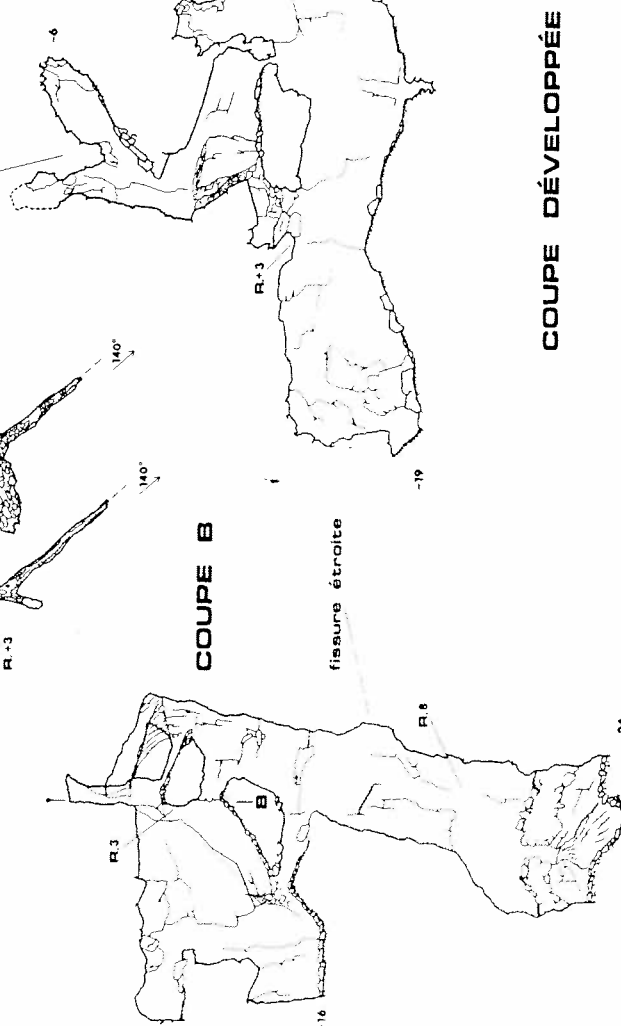 R.+3
-6
R.3
140°
140°
COUPE B
B
R.+3
-16
fissure étroite
R.8
-19
COUPE DÉVELOPPÉE